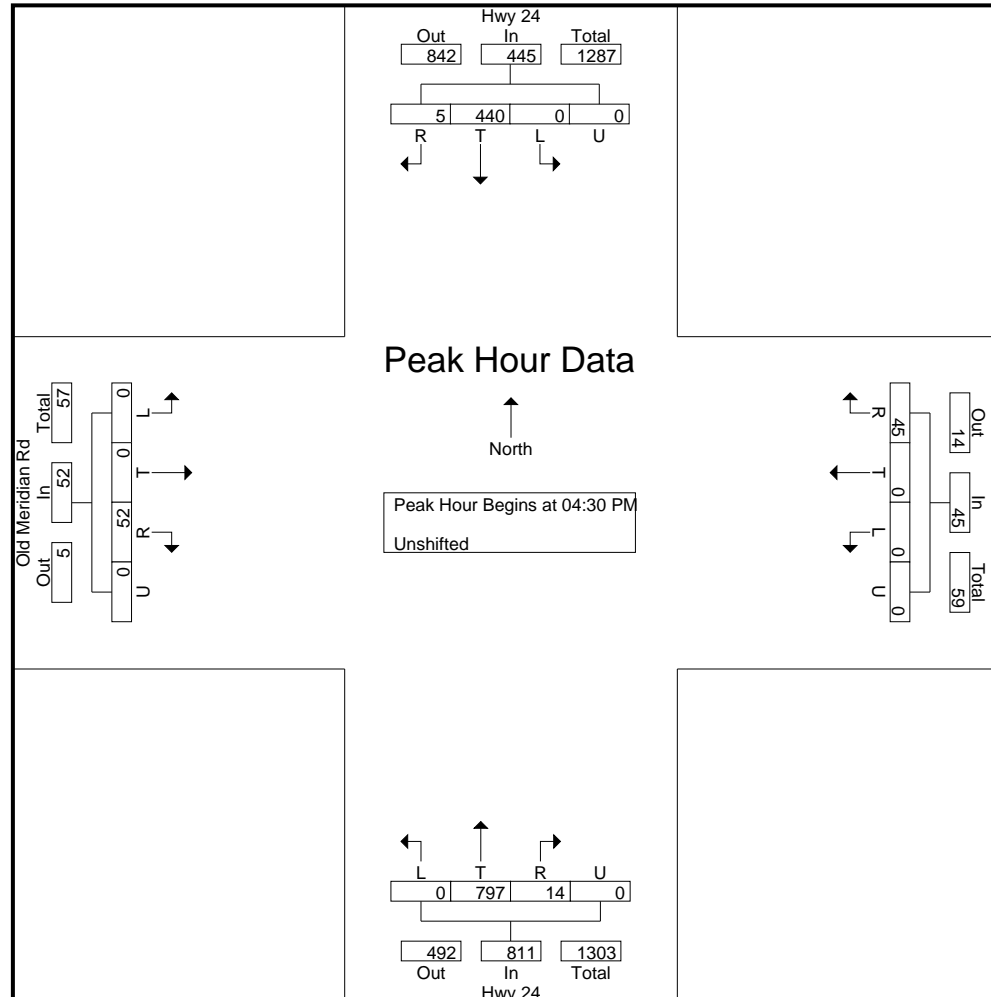 Hwy 24
Out In Total
842 445 1287
5 440 0 0
R T L U
Peak Hour Data
North
Peak Hour Begins at 04:30 PM
Unshifted
Old Meridian Rd
Out In Total
5 52 57
0 0 52 0
L T R U
R T L U
45 0 0 0
Out In Total
14 45 59
L T R U
0 797 14 0
492 811 1303
Out In Total
Hwy 24